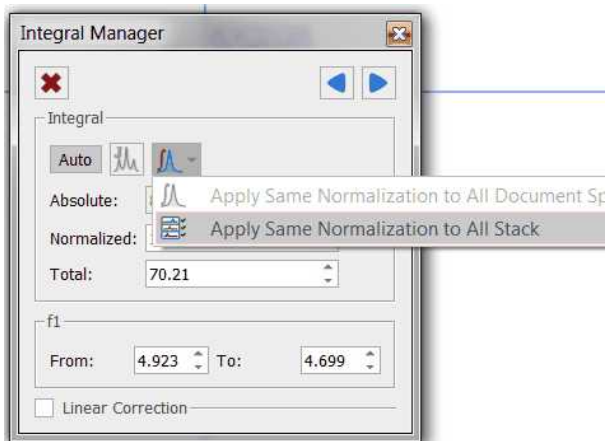 Integral Manager
Integral
Auto
Absolute:
Apply Same Normalization to All Document
Normalized:
Apply Same Normalization to All Stack
Total: 70.21
f1
From: 4.923 To: 4.699
Linear Correction